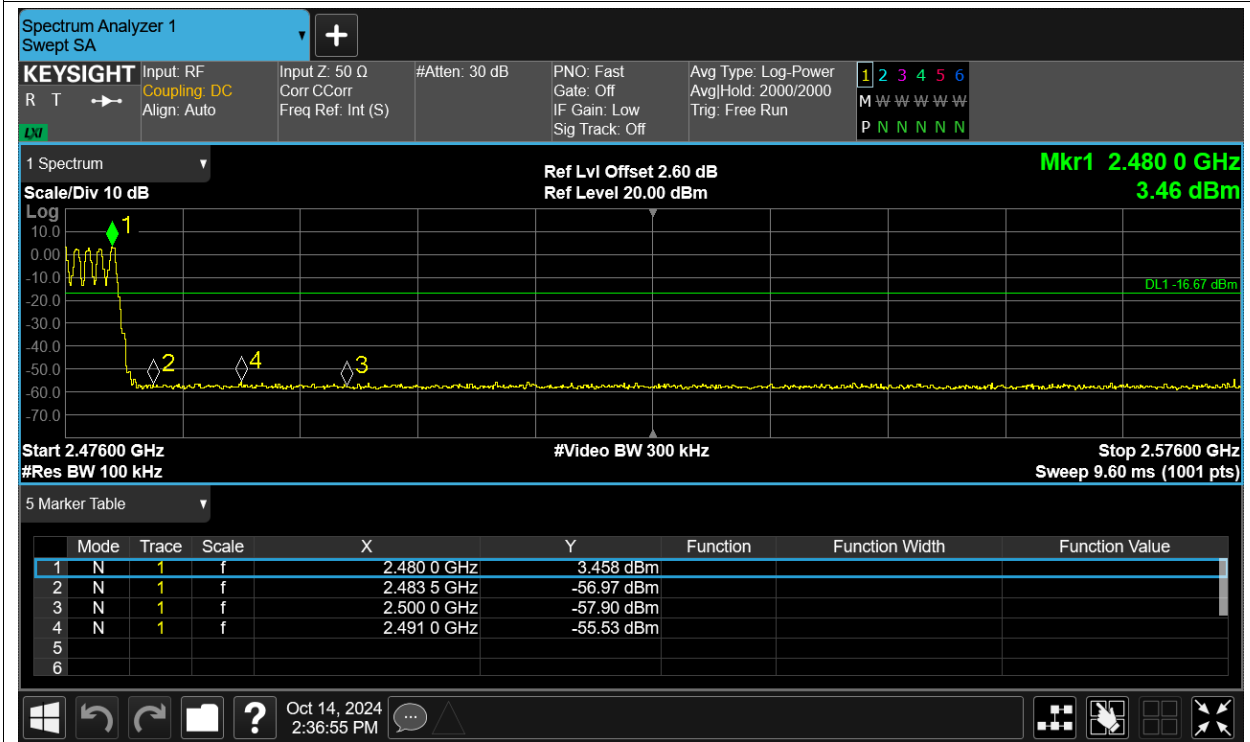 Spectrum Analyzer 1
Swept SA
KEYSIGHT Input: RF Input Z: 50 Ω #Atten: 30 dB PNO: Fast Avg Type: Log-Power 1 2 3 4 5 6
R T Coupling: DC Corr CCorr Gate: Off Avg|Hold: 2000/2000 M W W W W W
Align: Auto Freq Ref: Int (S) IF Gain: Low Trig: Free Run
LXI Sig Track: Off P N N N N N
1 Spectrum Ref Lvl Offset 2.60 dB Mkr1 2.480 0 GHz
Scale/Div 10 dB Ref Level 20.00 dBm 3.46 dBm
Log
1
10.0
0.00
-10.0
DL1 -16.67 dBm
-20.0
-30.0
-40.0
2 4 3
-50.0
-60.0
-70.0
Start 2.47600 GHz #Video BW 300 kHz Stop 2.57600 GHz
#Res BW 100 kHz Sweep 9.60 ms (1001 pts)
5 Marker Table
Mode Trace Scale X Y Function Function Width Function Value
1 N 1 f 2.480 0 GHz 3.458 dBm
2 N 1 f 2.483 5 GHz -56.97 dBm
3 N 1 f 2.500 0 GHz -57.90 dBm
4 N 1 f 2.491 0 GHz -55.53 dBm
5
6
? Oct 14, 2024
2:36:55 PM